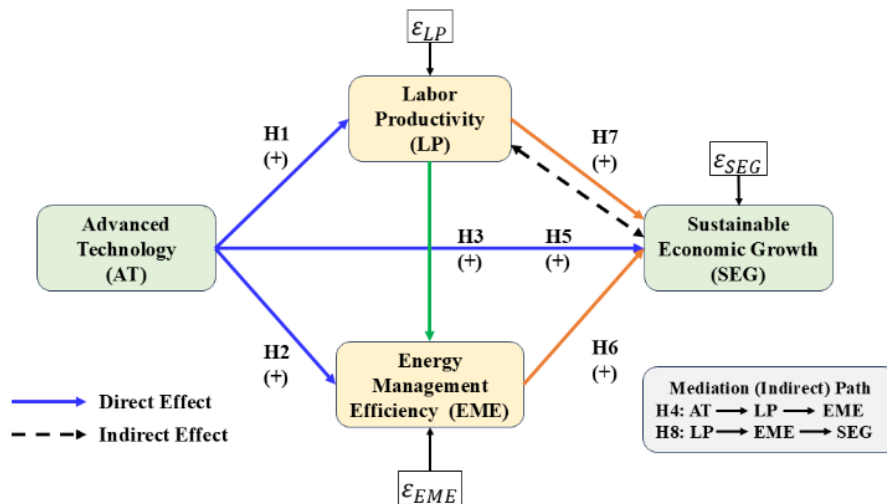 ε_LP
Labor
Productivity
(LP)
H1
(+)
H7
(+)
ε_SEG
Advanced
Technology
(AT)
H3
(+)
H5
(+)
Sustainable
Economic Growth
(SEG)
H2
(+)
Energy
Management
Efficiency (EME)
H6
(+)
Direct Effect
Indirect Effect
Mediation (Indirect) Path
H4: AT ⟶ LP ⟶ EME
H8: LP ⟶ EME ⟶ SEG
ε_EME